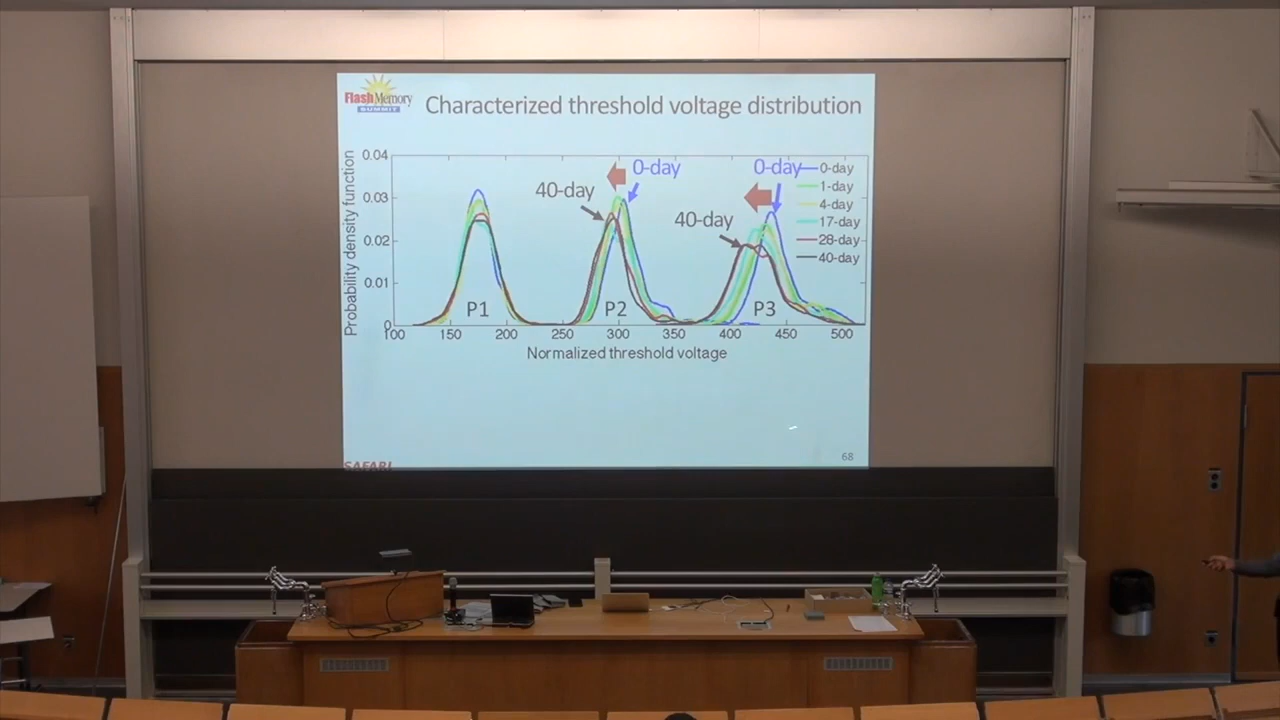 Flash Memory
SUMMIT
Characterized threshold voltage distribution
Probability density function
0.04
0.03
0.02
0.01
0
40-day
0-day
40-day
0-day
0-day
1-day
4-day
17-day
28-day
40-day
P1
P2
P3
100
150
200
250
300
350
400
450
500
Normalized threshold voltage
SAFARI
68